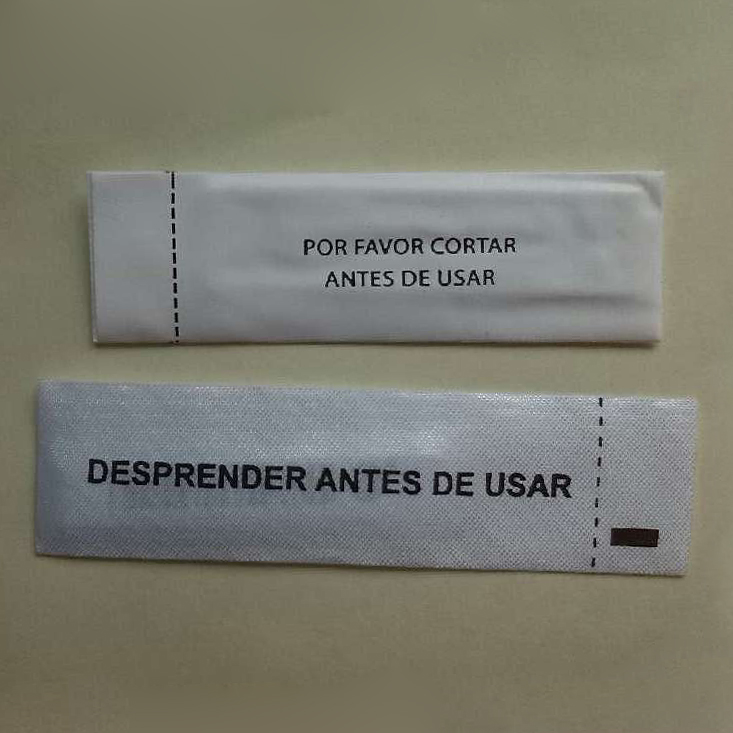 POR FAVOR CORTAR
ANTES DE USAR
DESPRENDER ANTES DE USAR